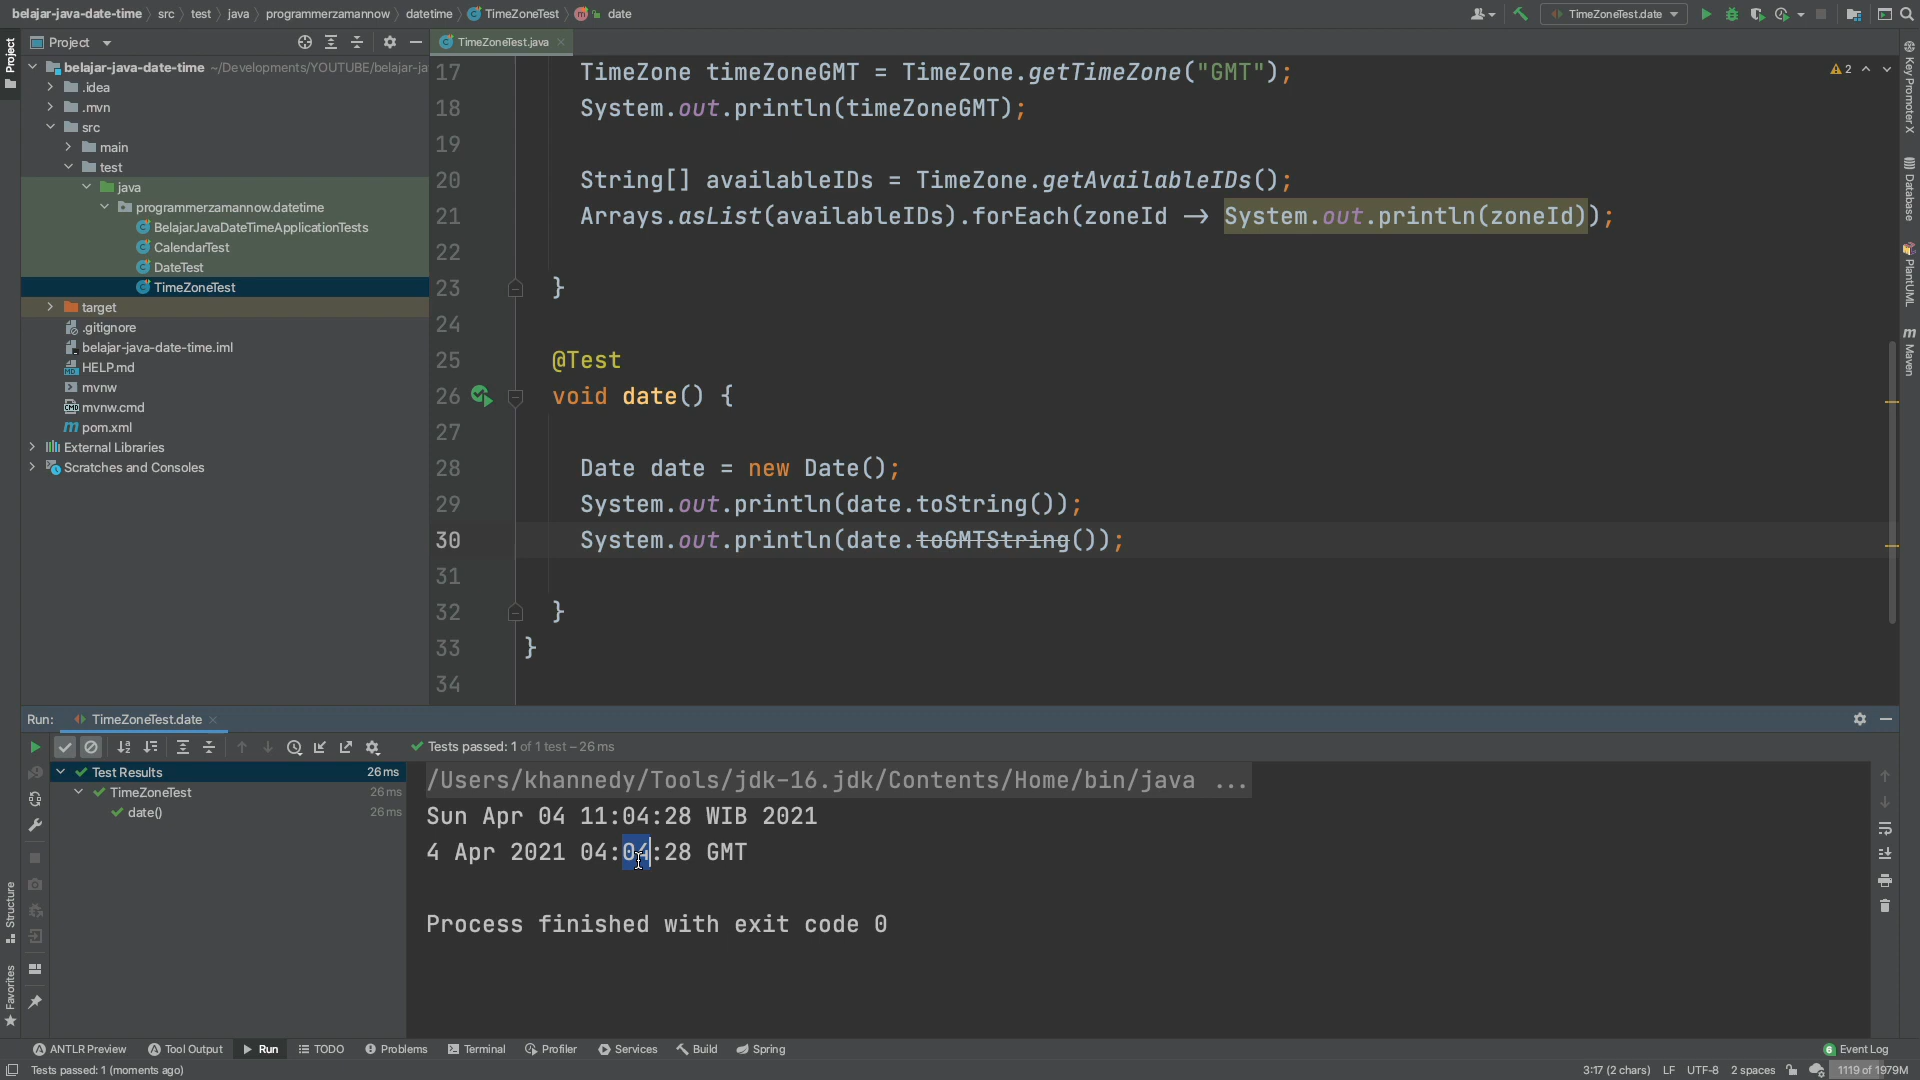 belajar-java-date-time src test java programmerzamannow datetime TimeZoneTest date
TimeZoneTest.date
Project
TimeZoneTest.java
belajar-java-date-time ~/Developments/YOUTUBE/belajar-ja
.idea
.mvn
src
main
test
java
programmerzamannow.datetime
BelajarJavaDateTimeApplicationTests
CalendarTest
DateTest
TimeZoneTest
target
.gitignore
belajar-java-date-time.iml
HELP.md
mvnw
mvnw.cmd
pom.xml
External Libraries
Scratches and Consoles
Project
Structure
Favorites
17 TimeZone timeZoneGMT = TimeZone.getTimeZone("GMT");
18 System.out.println(timeZoneGMT);
19
20 String[] availableIDs = TimeZone.getAvailableIDs();
21 Arrays.asList(availableIDs).forEach(zoneId → System.out.println(zoneId));
22
23 }
24
25 @Test
26 void date() {
27
28 Date date = new Date();
29 System.out.println(date.toString());
30 System.out.println(date.toGMTString());
31
32 }
33 }
34
2
Key Promoter X
Database
PlantUML
Maven
Run: TimeZoneTest.date
Tests passed: 1 of 1 test – 26 ms
Test Results 26 ms
TimeZoneTest 26 ms
date() 26 ms
/Users/khannedy/Tools/jdk-16.jdk/Contents/Home/bin/java ...
Sun Apr 04 11:04:28 WIB 2021
4 Apr 2021 04:04:28 GMT
Process finished with exit code 0
ANTLR Preview Tool Output Run TODO Problems Terminal Profiler Services Build Spring 6 Event Log
Tests passed: 1 (moments ago) 3:17 (2 chars) LF UTF-8 2 spaces 1119 of 1979M